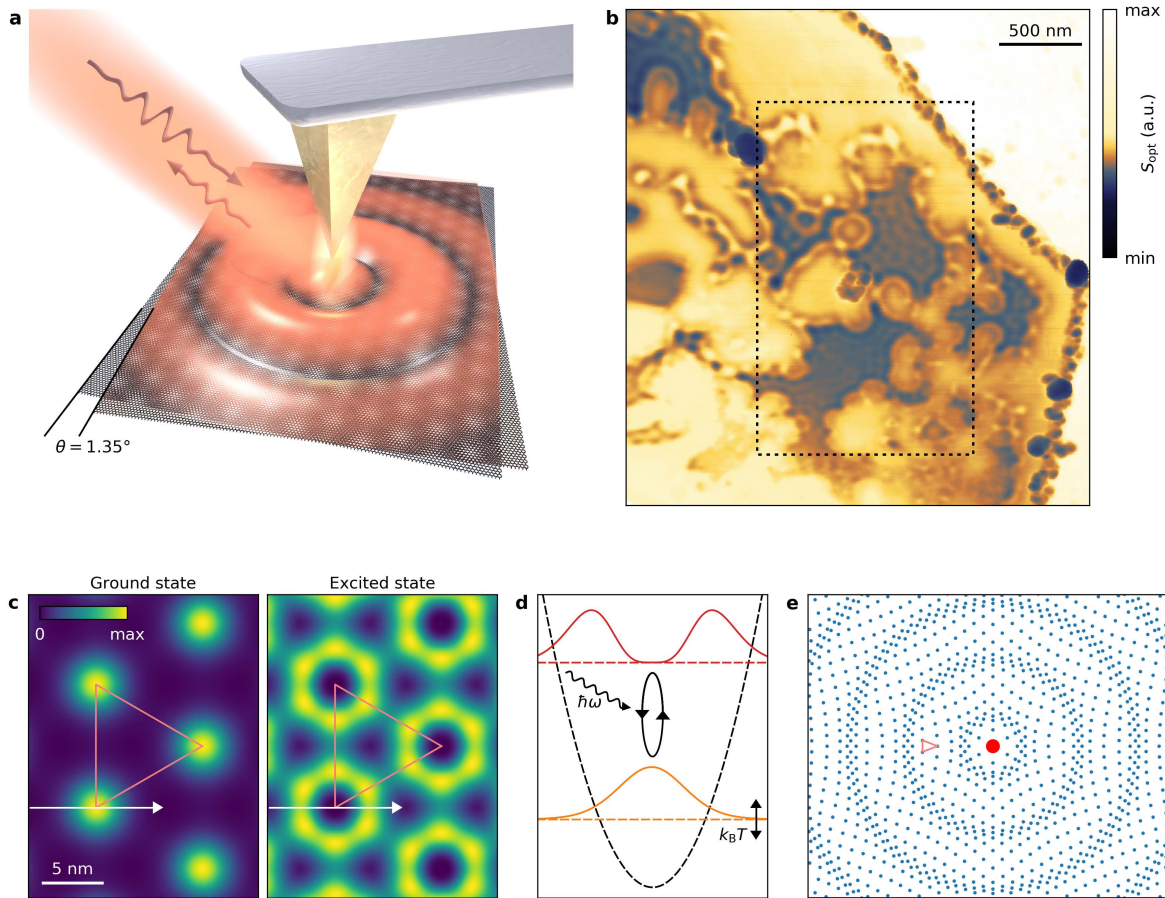 a
θ = 1.35°
b
500 nm
max
S_opt (a.u.)
min
c
Ground state
Excited state
0 max
5 nm
d
ħω
k_BT
e